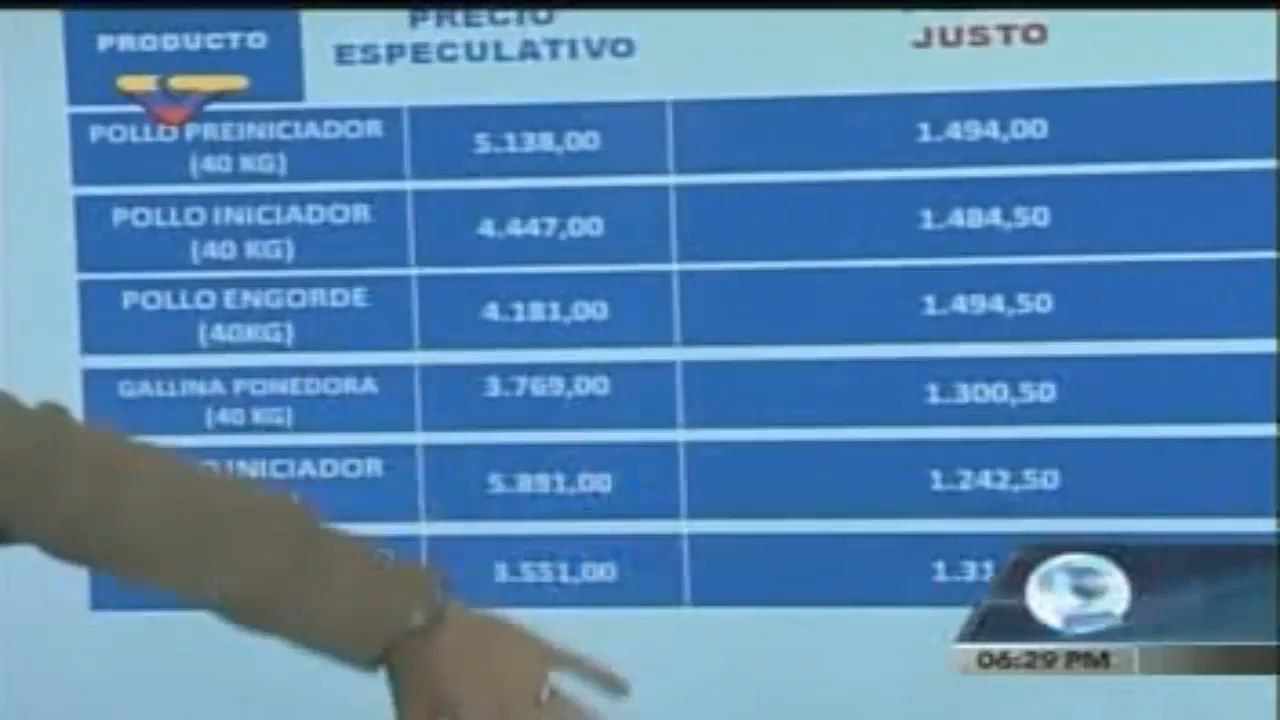 PRODUCTO
PRECIO
ESPECULATIVO
JUSTO
POLLO PREINICIADOR
(40 KG)
5.138,00
1.494,00
POLLO INICIADOR
(40 KG)
4.447,00
1.484,50
POLLO ENGORDE
(40KG)
4.181,00
1.494,50
GALLINA PONEDORA
(40 KG)
3.769,00
1.300,50
INICIADOR
5.891,00
1.242,50
3.551,00
1.31
06:29 PM